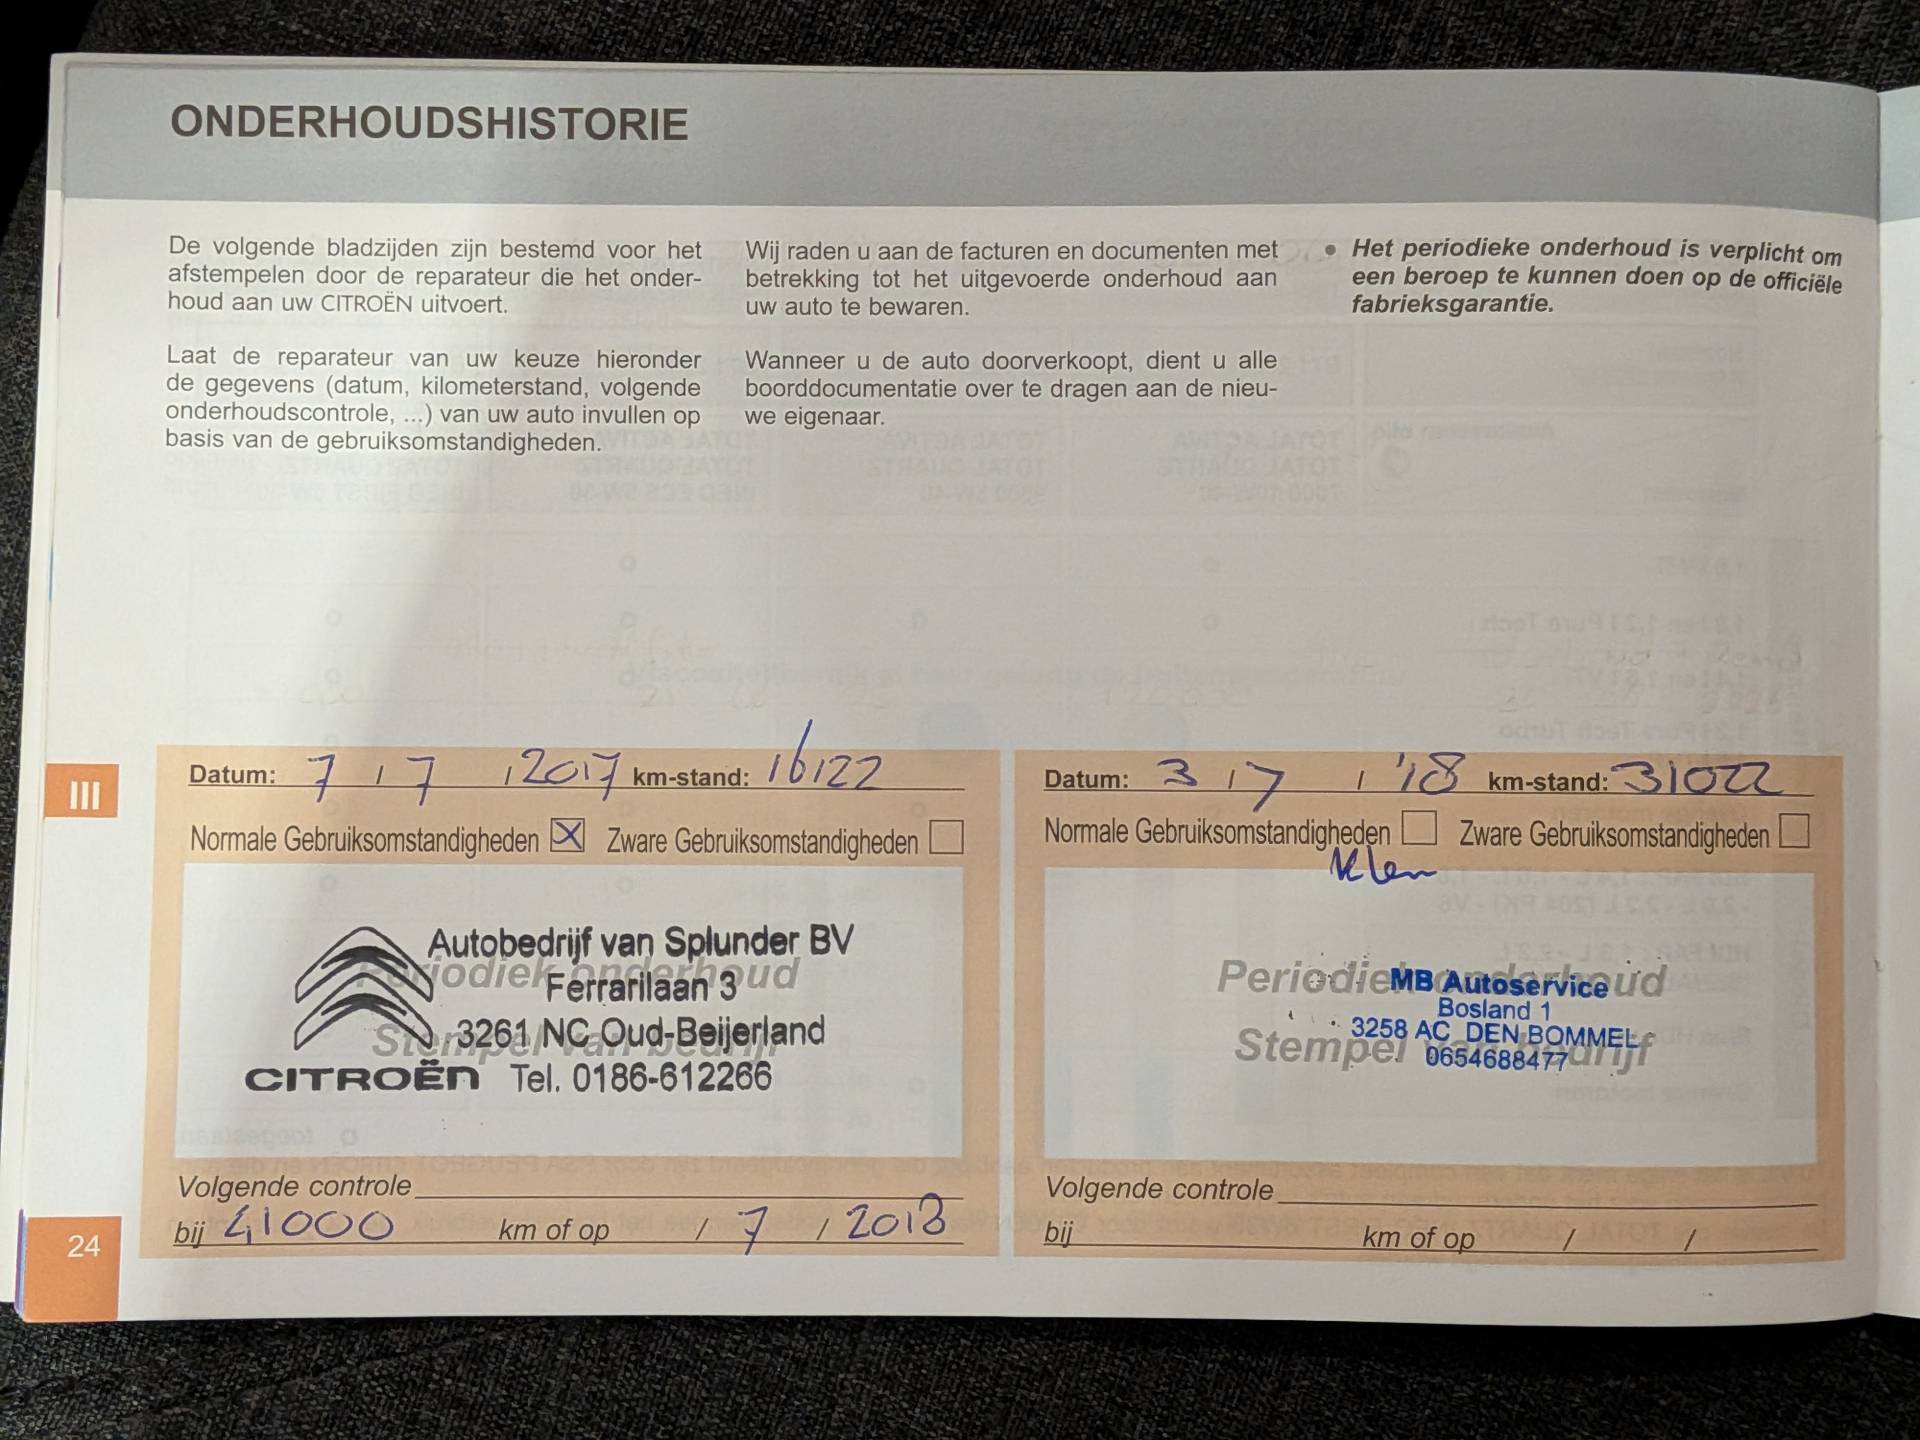 ONDERHOUDSHISTORIE
De volgende bladzijden zijn bestemd voor het
afstempelen door de reparateur die het onder-
houd aan uw CITROËN uitvoert.
Laat de reparateur van uw keuze hieronder
de gegevens (datum, kilometerstand, volgende
onderhoudscontrole, ...) van uw auto invullen op
basis van de gebruiksomstandigheden.
Wij raden u aan de facturen en documenten met
betrekking tot het uitgevoerde onderhoud aan
uw auto te bewaren.
Wanneer u de auto doorverkoopt, dient u alle
boorddocumentatie over te dragen aan de nieu-
we eigenaar.
• Het periodieke onderhoud is verplicht om
een beroep te kunnen doen op de officiële
fabrieksgarantie.
III
Datum: 7 / 7 / 2017 km-stand: 16122
Normale Gebruiksomstandigheden X Zware Gebruiksomstandigheden
Periodiek onderhoud
Stempel van bedrijf
Autobedrijf van Splunder BV
Ferrarilaan 3
3261 NC Oud-Beijerland
CITROËN Tel. 0186-612266
Volgende controle
bij 41000 km of op / 7 / 2018
Datum: 3 / 7 / '18 km-stand: 31022
Normale Gebruiksomstandigheden Zware Gebruiksomstandigheden
Periodiek onderhoud
Stempel van bedrijf
MB Autoservice
Bosland 1
3258 AC DEN BOMMEL
0654688477
Volgende controle
bij km of op / /
24